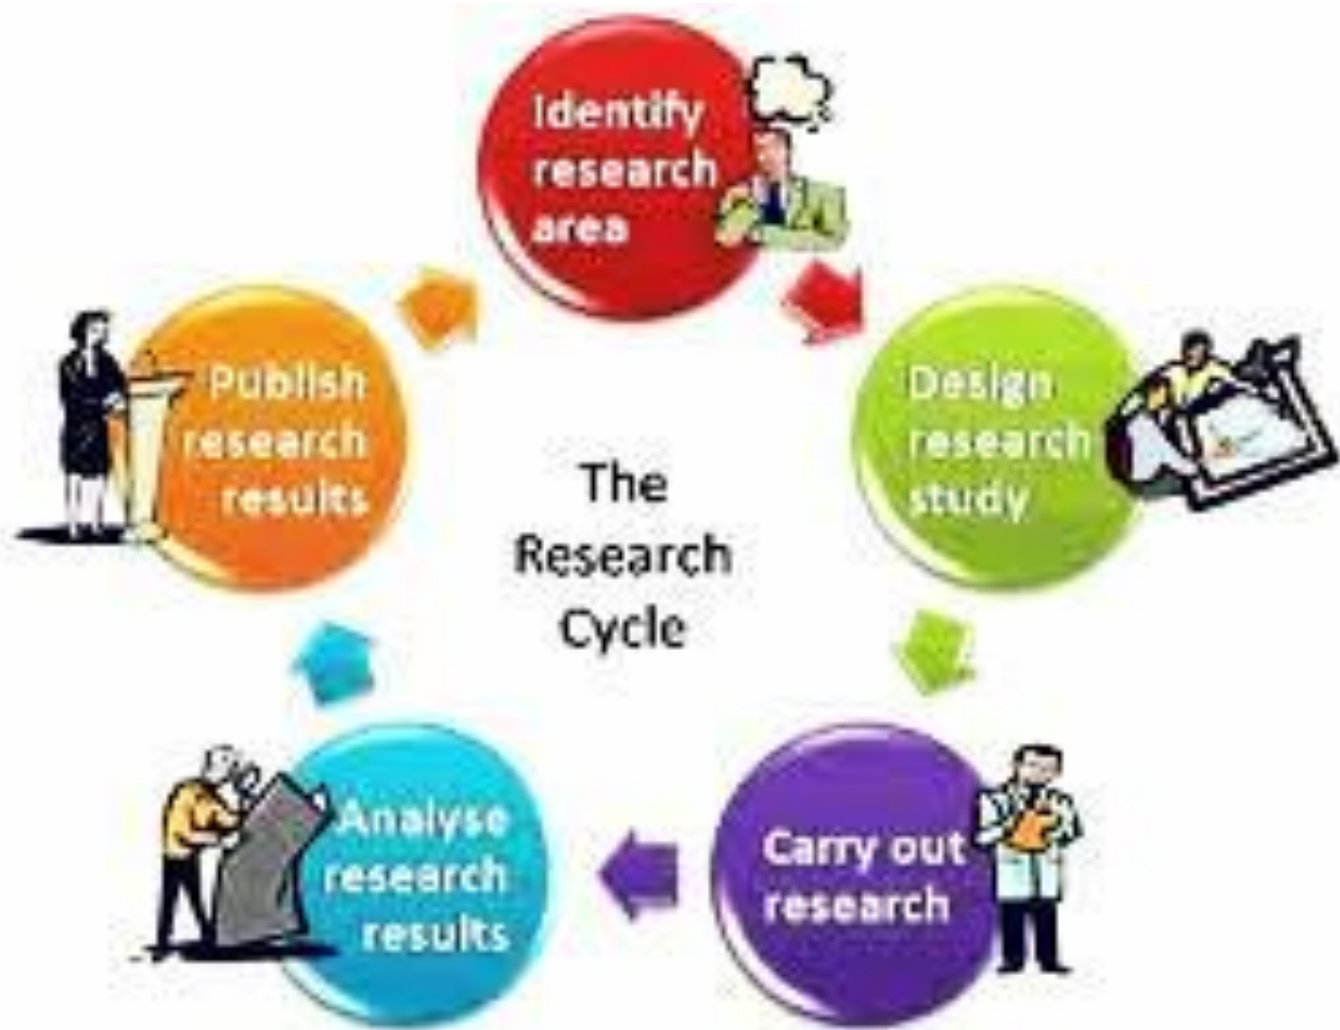 Identify
research
area
Design
research
study
Carry out
research
Analyse
research
results
Publish
research
results
The
Research
Cycle